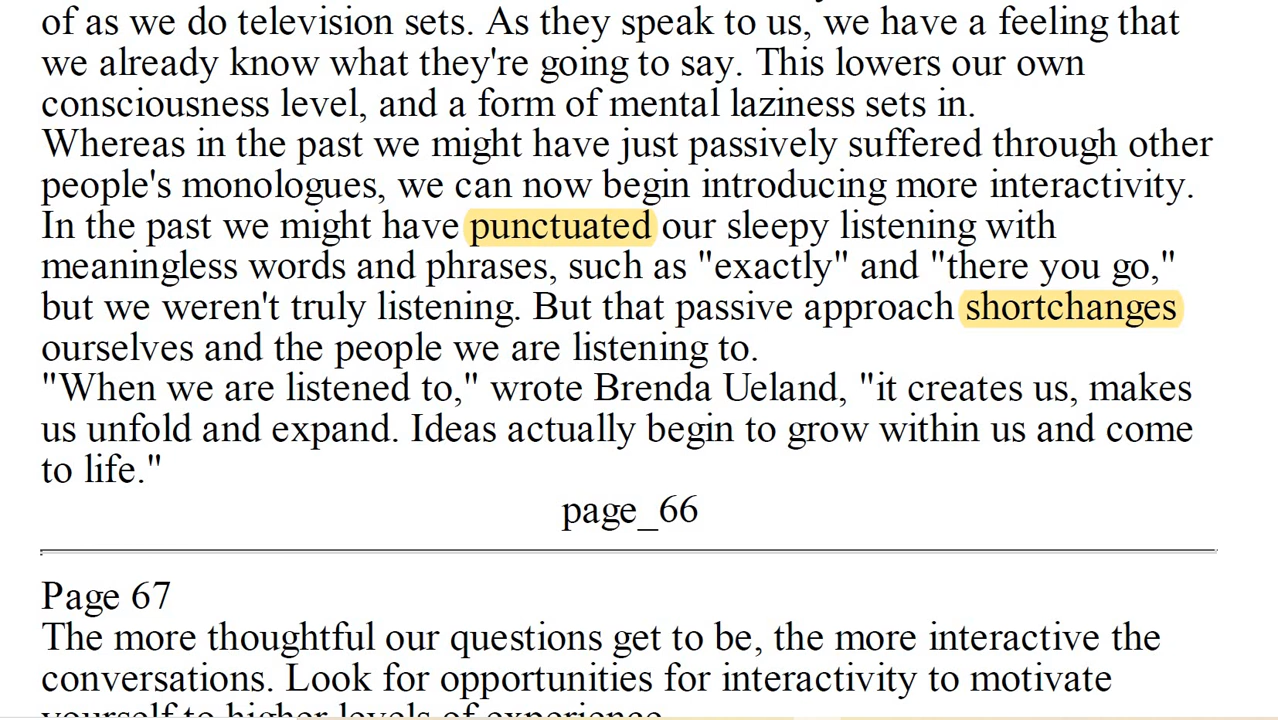 of as we do television sets. As they speak to us, we have a feeling that
we already know what they're going to say. This lowers our own
consciousness level, and a form of mental laziness sets in.
Whereas in the past we might have just passively suffered through other
people's monologues, we can now begin introducing more interactivity.
In the past we might have punctuated our sleepy listening with
meaningless words and phrases, such as "exactly" and "there you go,"
but we weren't truly listening. But that passive approach shortchanges
ourselves and the people we are listening to.
"When we are listened to," wrote Brenda Ueland, "it creates us, makes
us unfold and expand. Ideas actually begin to grow within us and come
to life."
page_66
Page 67
The more thoughtful our questions get to be, the more interactive the
conversations. Look for opportunities for interactivity to motivate
yourself to higher levels of experience.